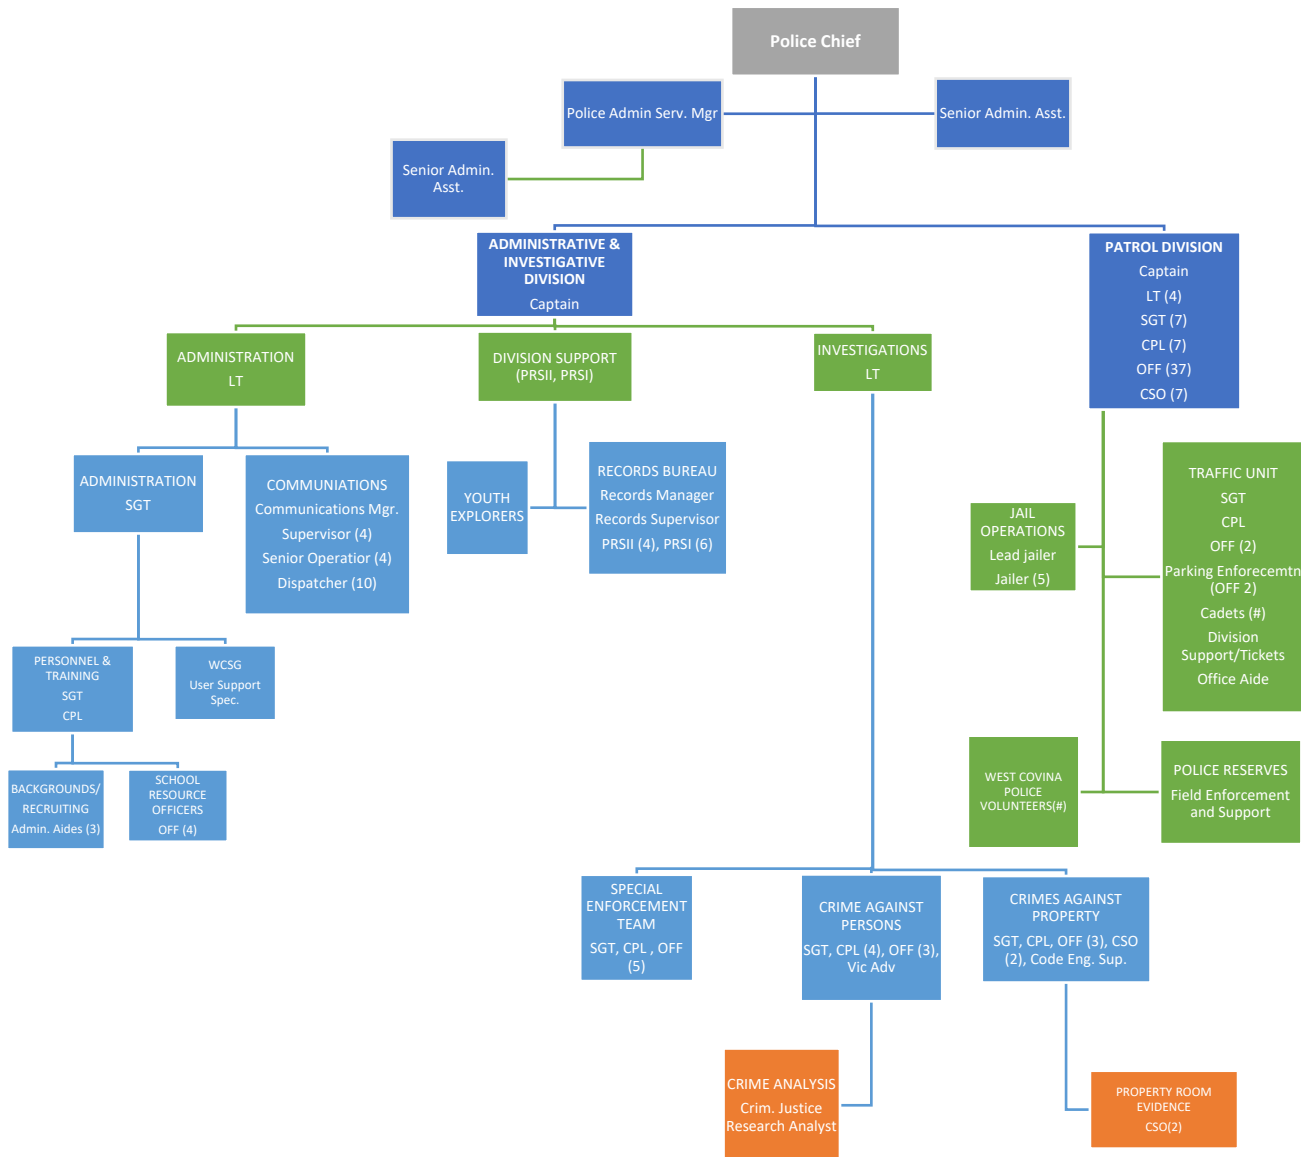 Police Chief
Police Admin Serv. Mgr
Senior Admin. Asst.
Senior Admin.
Asst.
ADMINISTRATIVE &
INVESTIGATIVE
DIVISION
Captain
PATROL DIVISION
Captain
LT (4)
SGT (7)
CPL (7)
OFF (37)
CSO (7)
ADMINISTRATION
LT
DIVISION SUPPORT
(PRSII, PRSI)
INVESTIGATIONS
LT
ADMINISTRATION
SGT
COMMUNIATIONS
Communications Mgr.
Supervisor (4)
Senior Operatior (4)
Dispatcher (10)
YOUTH
EXPLORERS
RECORDS BUREAU
Records Manager
Records Supervisor
PRSII (4), PRSI (6)
JAIL
OPERATIONS
Lead jailer
Jailer (5)
TRAFFIC UNIT
SGT
CPL
OFF (2)
Parking Enforecemtn
(OFF 2)
Cadets (#)
Division
Support/Tickets
Office Aide
PERSONNEL &
TRAINING
SGT
CPL
WCSG
User Support
Spec.
BACKGROUNDS/
RECRUITING
Admin. Aides (3)
SCHOOL
RESOURCE
OFFICERS
OFF (4)
WEST COVINA
POLICE
VOLUNTEERS(#)
POLICE RESERVES
Field Enforcement
and Support
SPECIAL
ENFORCEMENT
TEAM
SGT, CPL , OFF
(5)
CRIME AGAINST
PERSONS
SGT, CPL (4), OFF (3),
Vic Adv
CRIMES AGAINST
PROPERTY
SGT, CPL, OFF (3), CSO
(2), Code Eng. Sup.
CRIME ANALYSIS
Crim. Justice
Research Analyst
PROPERTY ROOM
EVIDENCE
CSO(2)